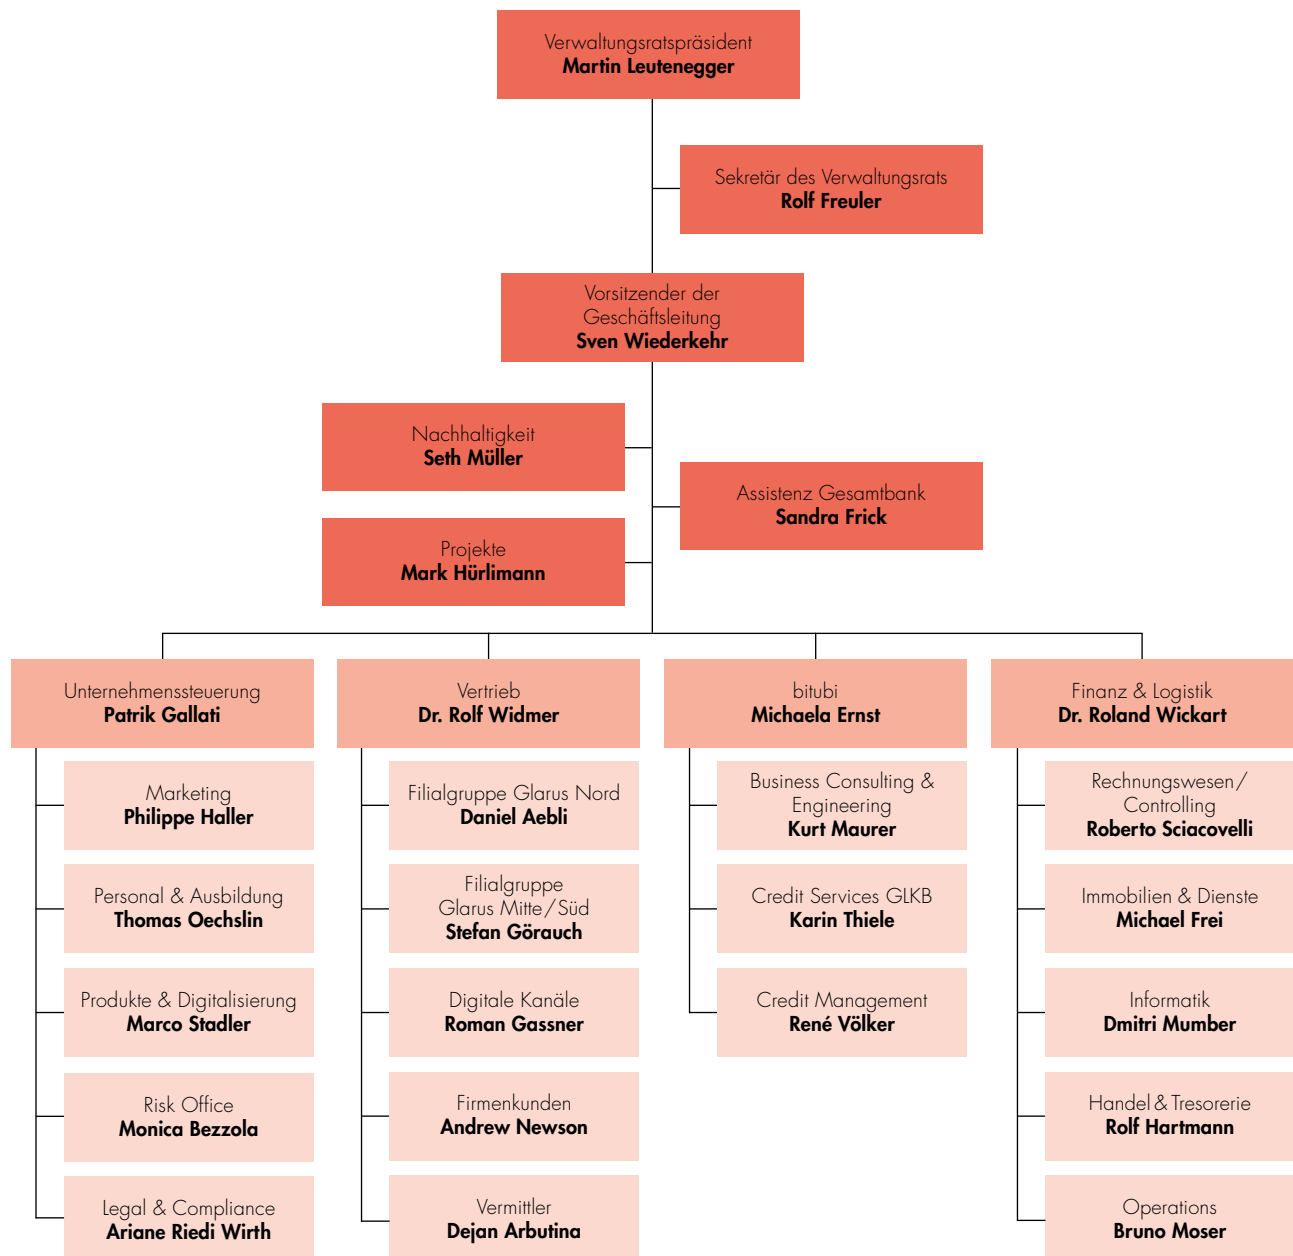 Verwaltungsratspräsident
Martin Leutenegger
Sekretär des Verwaltungsrats
Rolf Freuler
Vorsitzender der
Geschäftsleitung
Sven Wiederkehr
Nachhaltigkeit
Seth Müller
Assistenz Gesamtbank
Sandra Frick
Projekte
Mark Hürlimann
Unternehmenssteuerung
Patrik Gallati
Marketing
Philippe Haller
Personal & Ausbildung
Thomas Oechslin
Produkte & Digitalisierung
Marco Stadler
Risk Office
Monica Bezzola
Legal & Compliance
Ariane Riedi Wirth
Vertrieb
Dr. Rolf Widmer
Filialgruppe Glarus Nord
Daniel Aebli
Filialgruppe
Glarus Mitte/Süd
Stefan Görauch
Digitale Kanäle
Roman Gassner
Firmenkunden
Andrew Newson
Vermittler
Dejan Arbutina
bitubi
Michaela Ernst
Business Consulting &
Engineering
Kurt Maurer
Credit Services GLKB
Karin Thiele
Credit Management
René Völker
Finanz & Logistik
Dr. Roland Wickart
Rechnungswesen/
Controlling
Roberto Sciacovelli
Immobilien & Dienste
Michael Frei
Informatik
Dmitri Mumber
Handel & Tresorerie
Rolf Hartmann
Operations
Bruno Moser